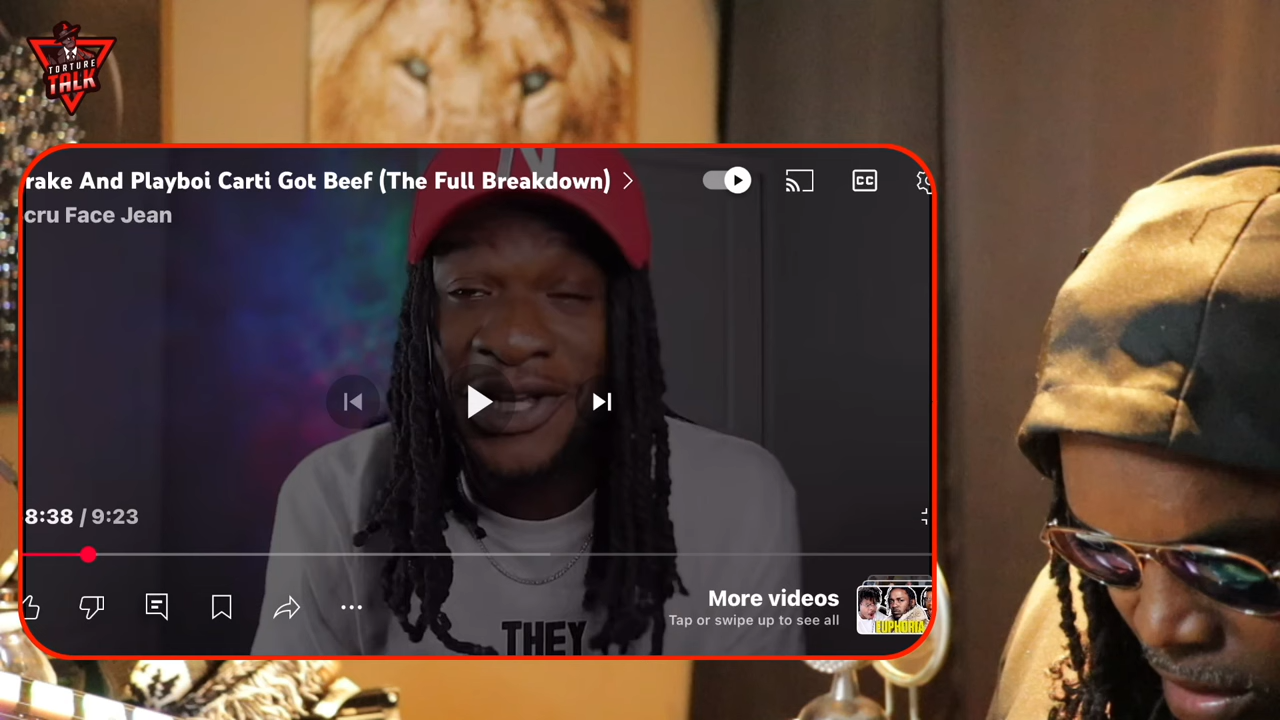 TORTURE
TALK
rake And Playboi Carti Got Beef (The Full Breakdown)
cru Face Jean
CC
N
8:38 / 9:23
More videos
Tap or swipe up to see all
EUPHORIA
THEY